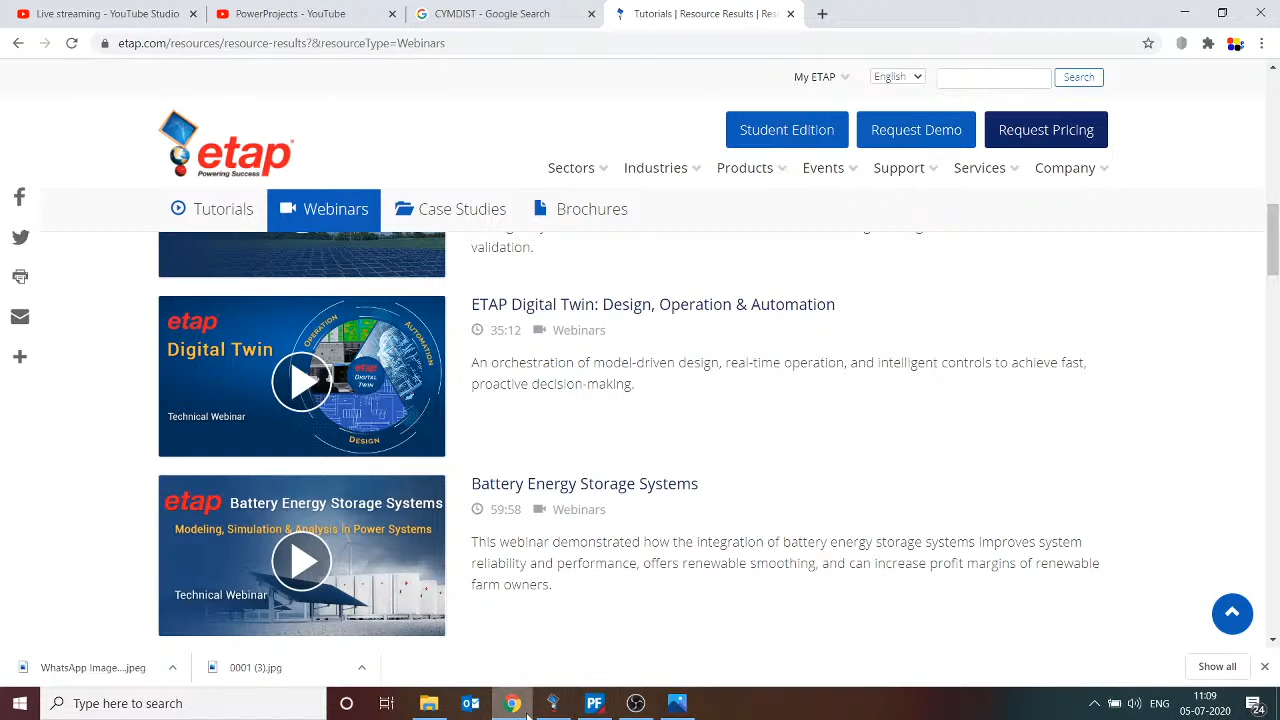 Live streaming - YouTube Studio
PowerProjects - YouTube
CYMDIST - Google Search
Tutorials | Resource Results | Res
etap.com/resources/resource-results?&resourceType=Webinars
My ETAP
English
Search
etap
Powering Success
Student Edition
Request Demo
Request Pricing
Sectors
Industries
Products
Events
Support
Services
Company
Tutorials
Webinars
Case Studies
Brochures
validation.
etap
Digital Twin
Technical Webinar
OPERATION
AUTOMATION
etap
DIGITAL
TWIN
DESIGN
ETAP Digital Twin: Design, Operation & Automation
35:12
Webinars
An orchestration of model-driven design, real-time operation, and intelligent controls to achieve fast,
proactive decision-making.
etap Battery Energy Storage Systems
Modeling, Simulation & Analysis in Power Systems
Technical Webinar
Battery Energy Storage Systems
59:58
Webinars
This webinar demonstrated how the integration of battery energy storage systems improves system
reliability and performance, offers renewable smoothing, and can increase profit margins of renewable
farm owners.
WhatsApp Image....jpeg
0001 (3).jpg
Show all
Type here to search
PF
ENG
11:09
05-07-2020
24